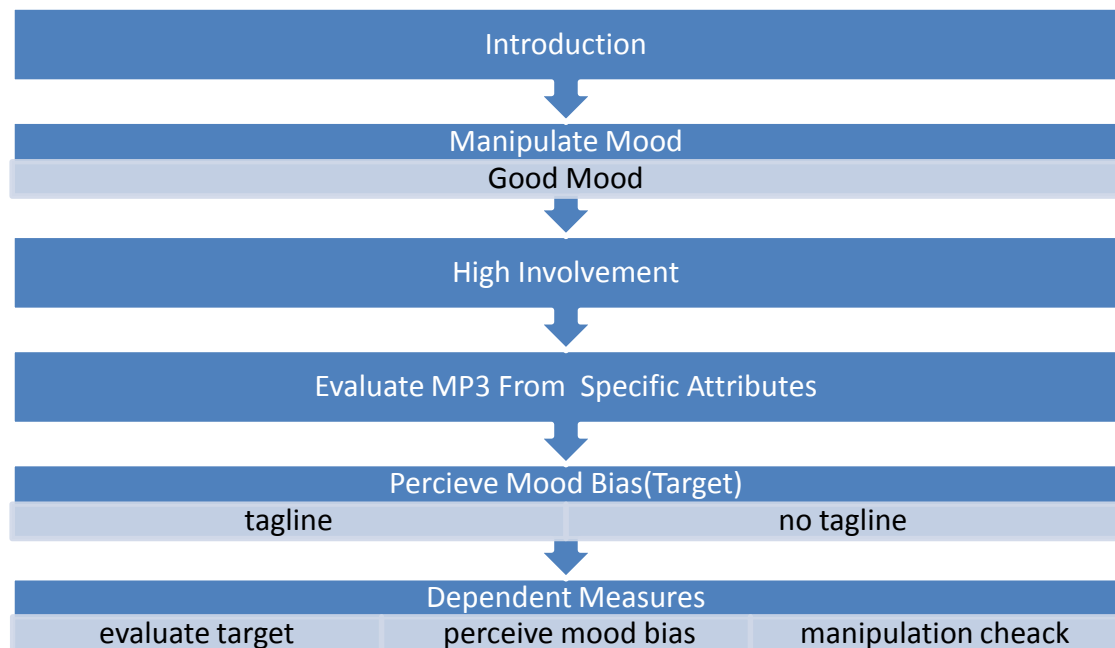 Introduction
Manipulate Mood
Good Mood
High Involvement
Evaluate MP3 From  Specific Attributes
Percieve Mood Bias(Target)
tagline no tagline
Dependent Measures
evaluate target perceive mood bias manipulation cheack